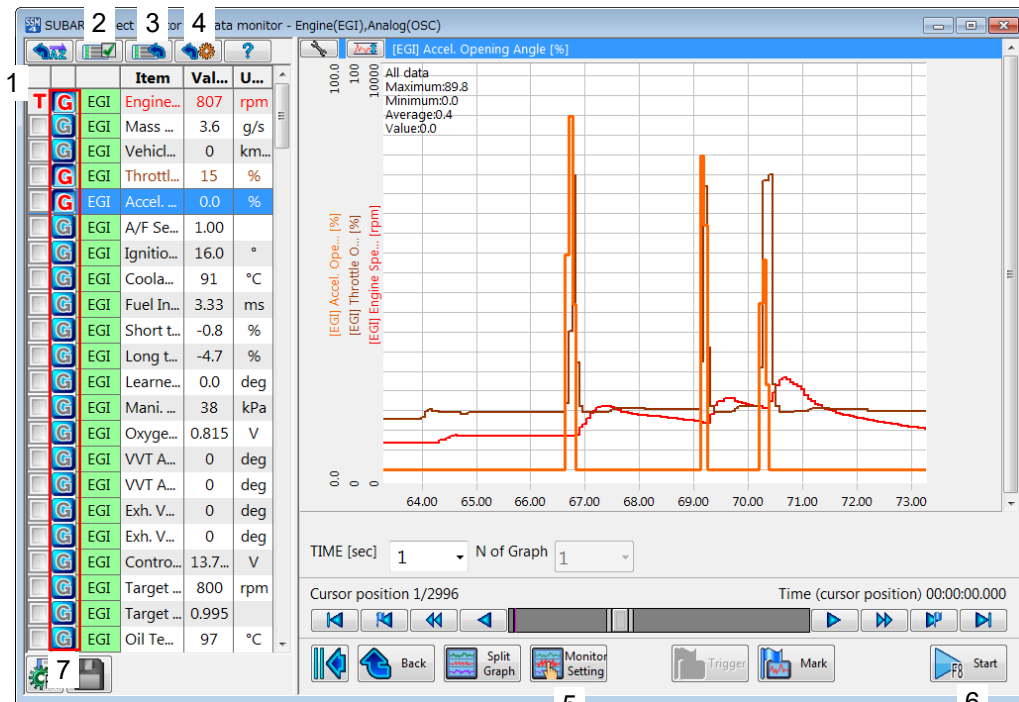 SUBAR 2 ect 3 tor 4 ata monitor - Engine(EGI),Analog(OSC)
AZ ?
[EGI] Accel. Opening Angle [%]
1
Item Val... U...
T G EGI Engine... 807 rpm
G EGI Mass ... 3.6 g/s
G EGI Vehicl... 0 km...
G EGI Throttl... 15 %
G EGI Accel. ... 0.0 %
G EGI A/F Se... 1.00
G EGI Ignitio... 16.0 °
G EGI Coola... 91 °C
G EGI Fuel In... 3.33 ms
G EGI Short t... -0.8 %
G EGI Long t... -4.7 %
G EGI Learne... 0.0 deg
G EGI Mani. ... 38 kPa
G EGI Oxyge... 0.815 V
G EGI VVT A... 0 deg
G EGI VVT A... 0 deg
G EGI Exh. V... 0 deg
G EGI Exh. V... 0 deg
G EGI Contro... 13.7... V
G EGI Target ... 800 rpm
G EGI Target ... 0.995
G EGI Oil Te... 97 °C
7
100.0 100 10000
All data
Maximum:89.8
Minimum:0.0
Average:0.4
Value:0.0
[EGI] Accel. Ope... [%]
[EGI] Throttle O... [%]
[EGI] Engine Spe... [rpm]
0.0 0 0
64.00 65.00 66.00 67.00 68.00 69.00 70.00 71.00 72.00 73.00
TIME [sec] 1 N of Graph 1
Cursor position 1/2996 Time (cursor position) 00:00:00.000
Back Split Graph Monitor Setting Trigger Mark F8 Start
5 6